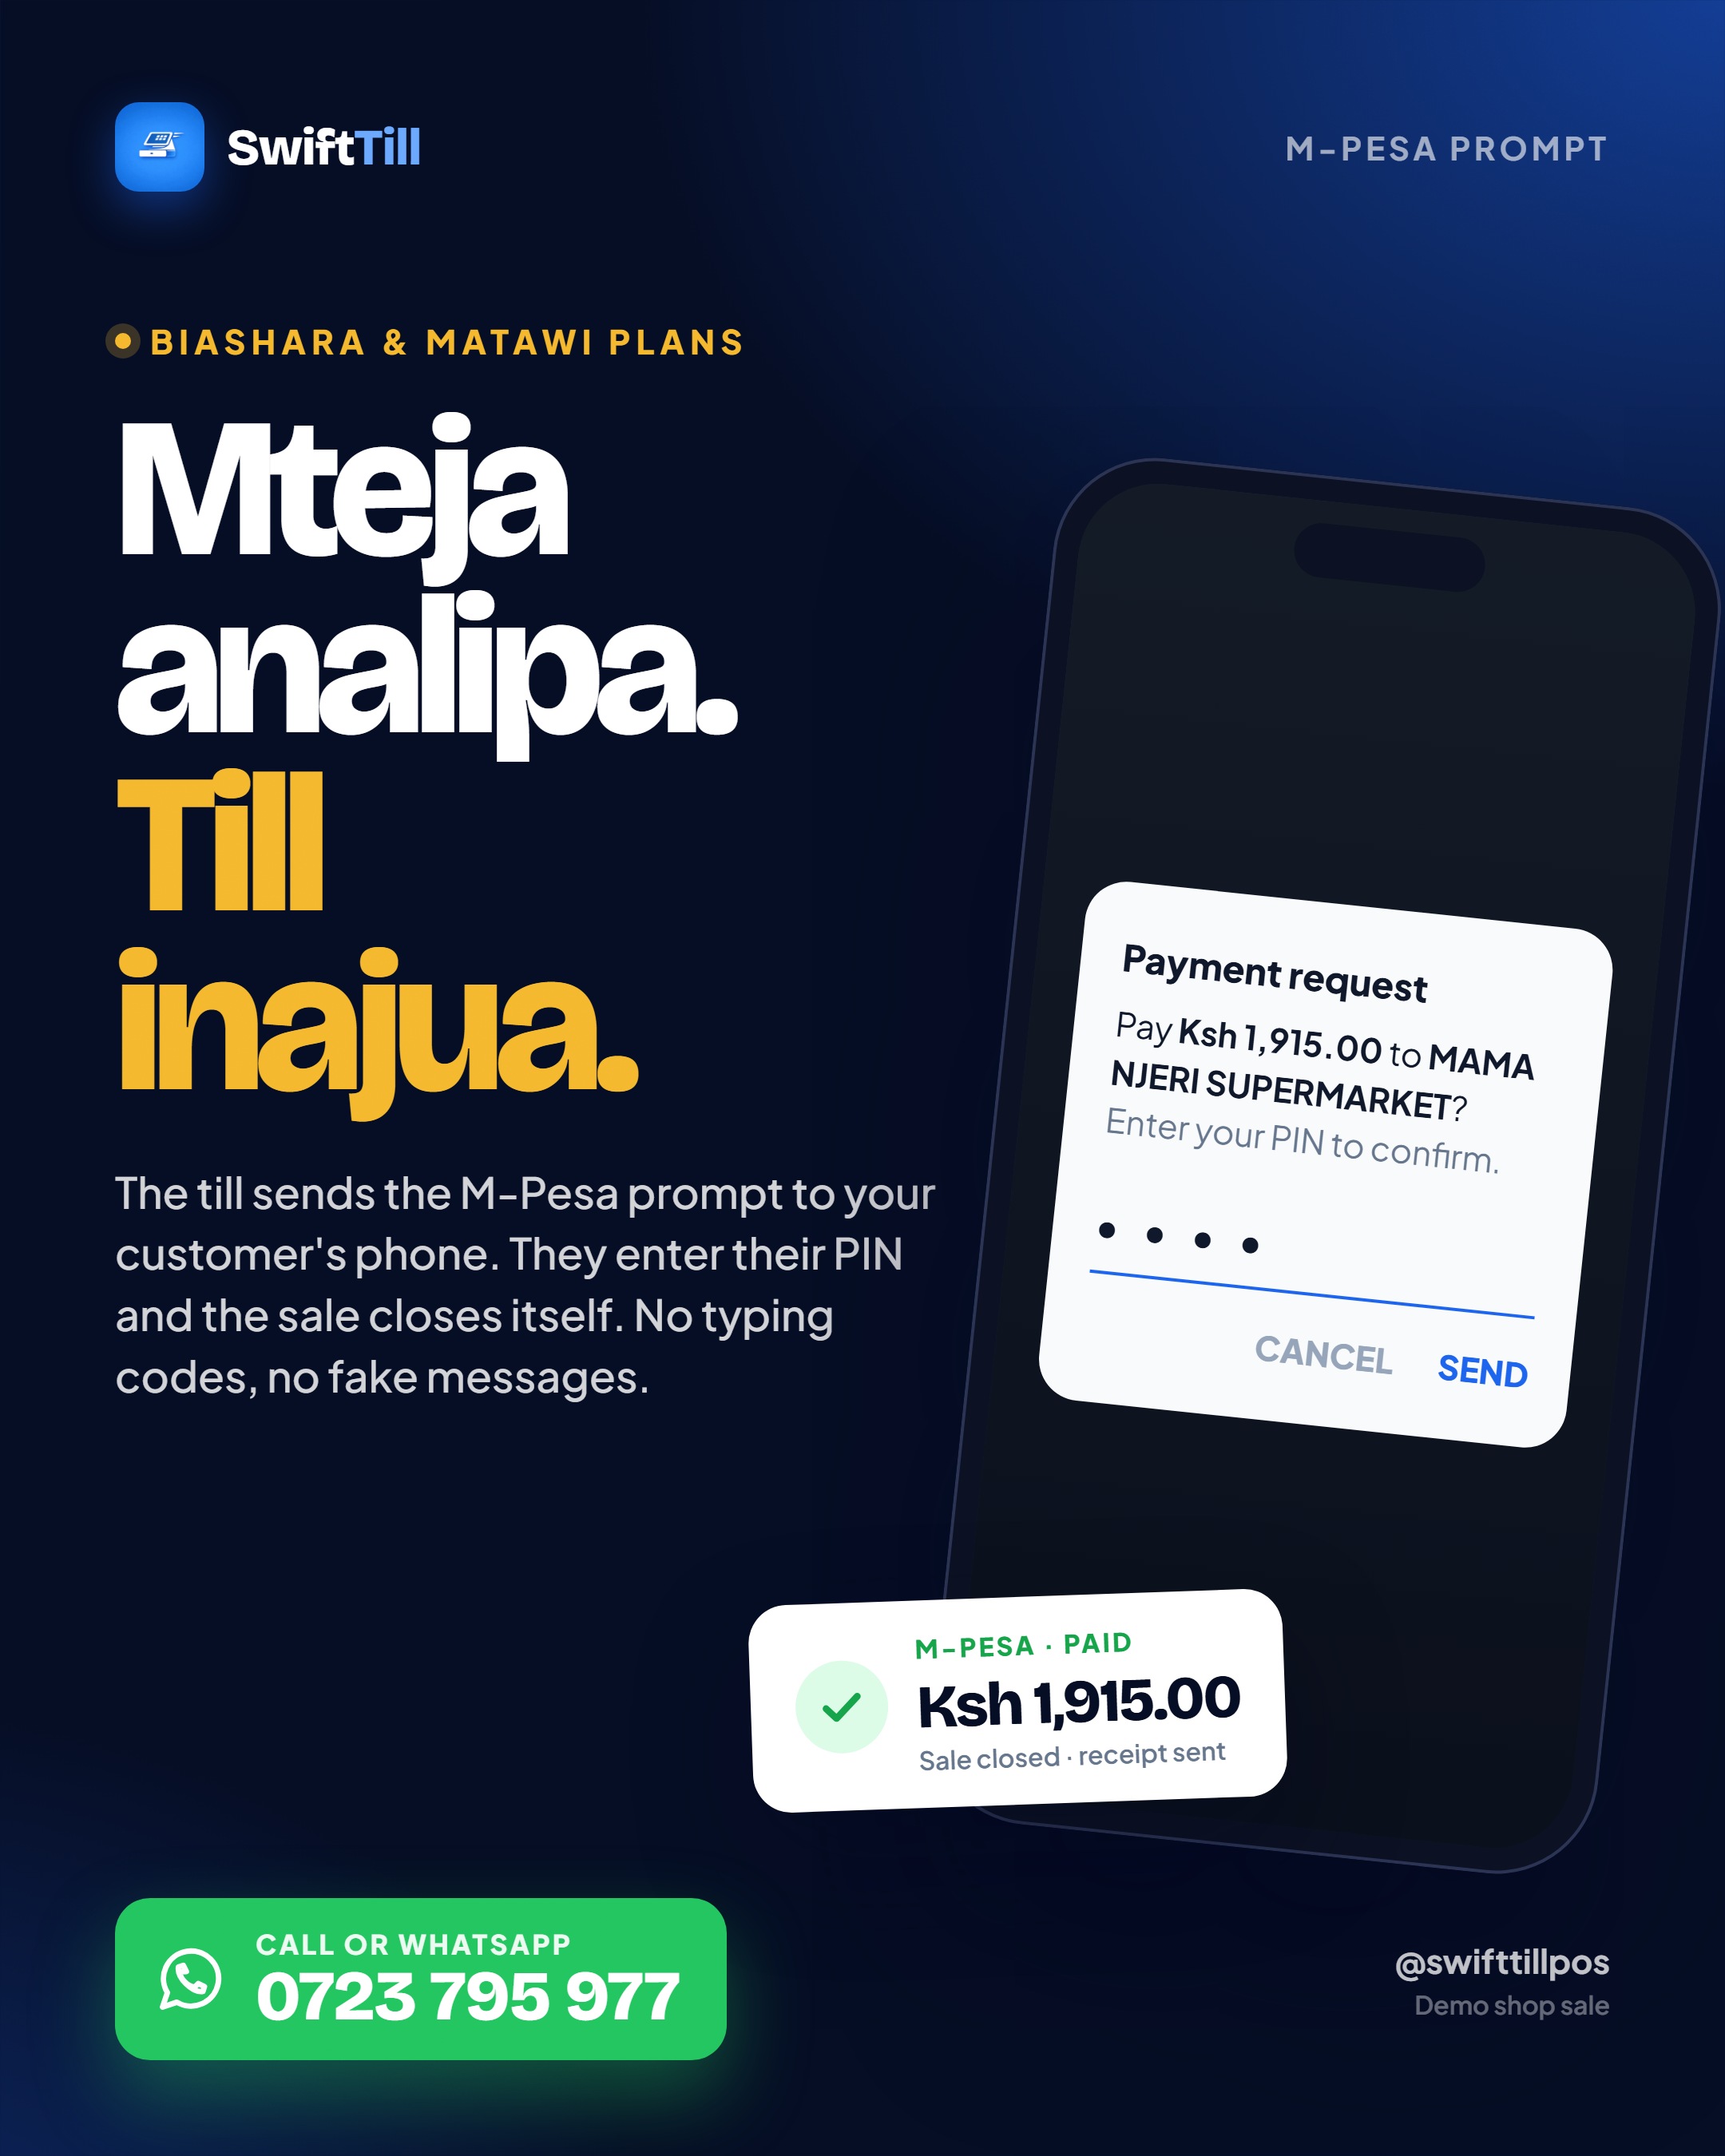 SwiftTill
M-PESA PROMPT
BIASHARA & MATAWI PLANS
Mteja
analipa.
Till
inajua.
The till sends the M-Pesa prompt to your
customer's phone. They enter their PIN
and the sale closes itself. No typing
codes, no fake messages.
Payment request
Pay Ksh 1,915.00 to MAMA
NJERI SUPERMARKET?
Enter your PIN to confirm.
CANCEL SEND
M-PESA · PAID
Ksh 1,915.00
Sale closed · receipt sent
CALL OR WHATSAPP
0723 795 977
@swifttillpos
Demo shop sale